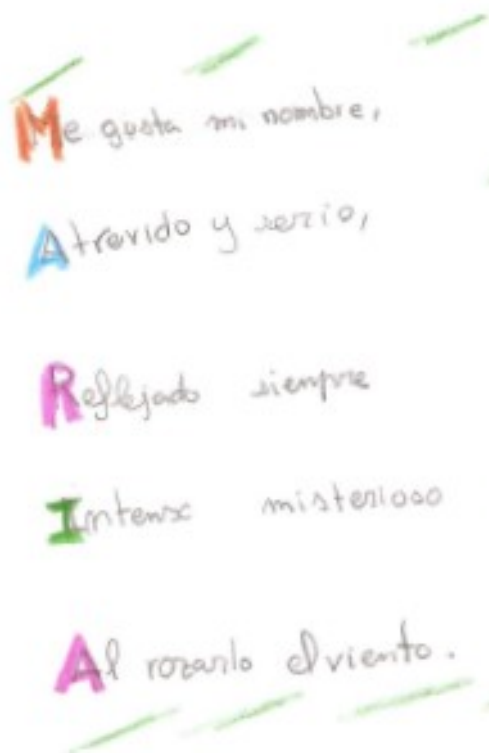 Me gusta mi nombre,
Atrevido y serio,
Reflejado siempre
Intenso misterioso
Al rozarlo el viento.